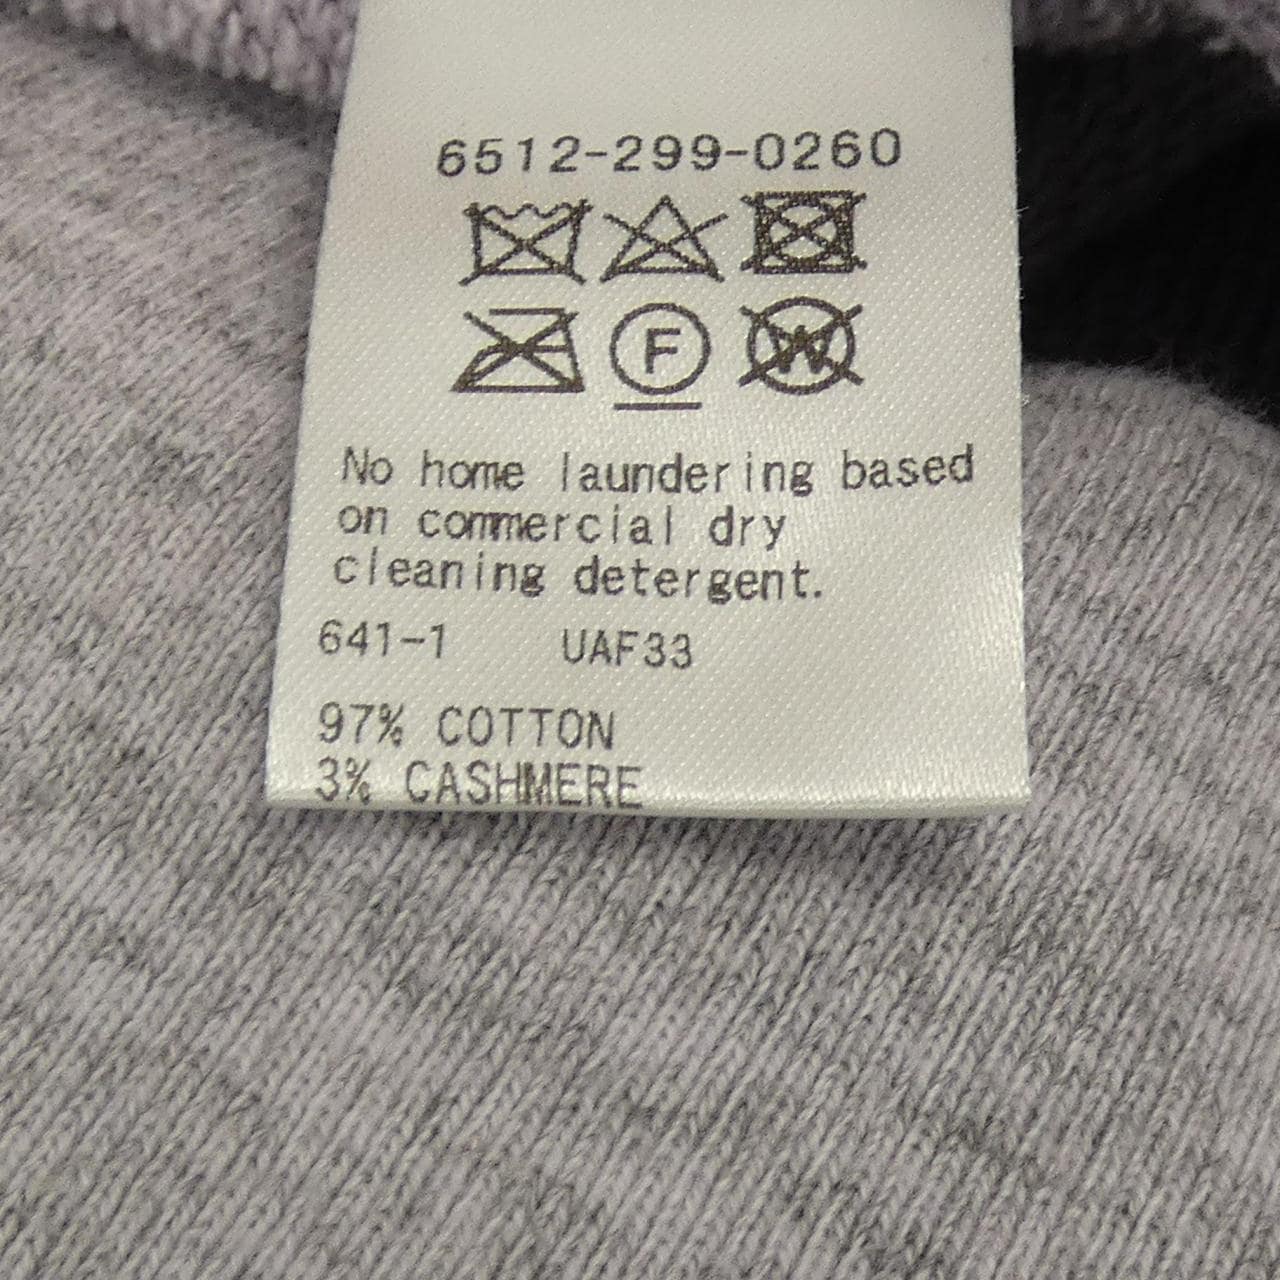 6512-299-0260
F W
No home laundering based
on commercial dry
cleaning detergent.
641-1 UAF33
97% COTTON
3% CASHMERE